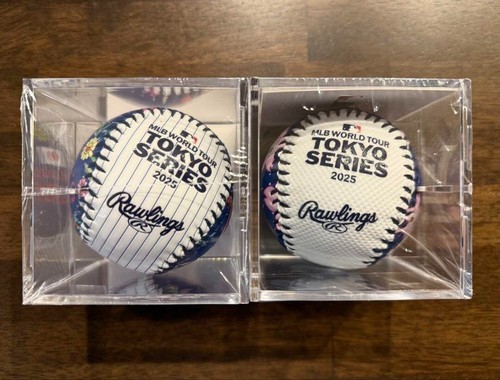 MLB WORLD TOUR
TOKYO
SERIES
2025
Rawlings
R
MLB WORLD TOUR
TOKYO
SERIES
2025
Rawlings
R